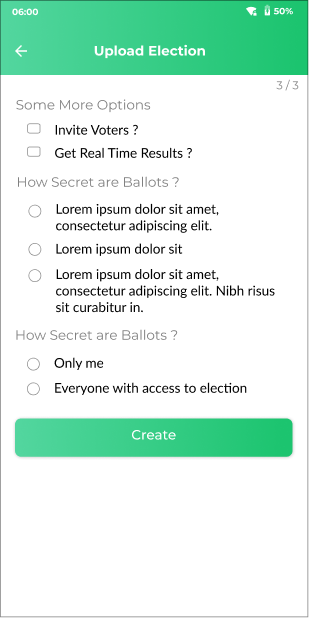 06:00
50%
Upload Election
3 / 3
Some More Options
Invite Voters ?
Get Real Time Results ?
How Secret are Ballots ?
Lorem ipsum dolor sit amet,
consectetur adipiscing elit.
Lorem ipsum dolor sit
Lorem ipsum dolor sit amet,
consectetur adipiscing elit. Nibh risus
sit curabitur in.
How Secret are Ballots ?
Only me
Everyone with access to election
Create